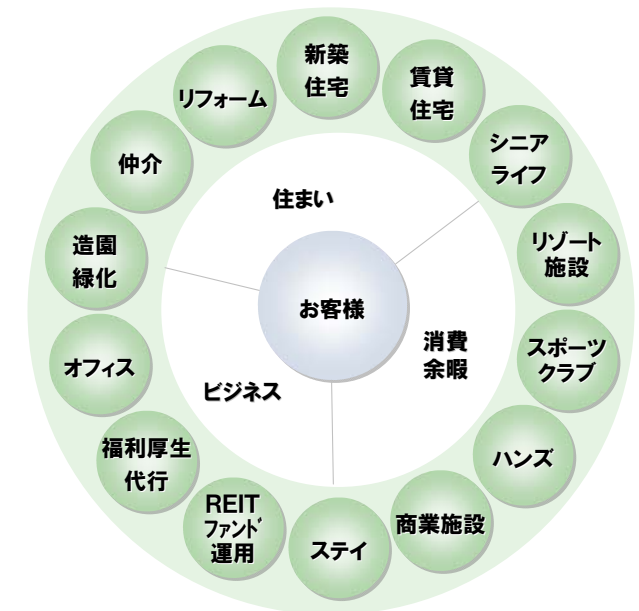 新築
住宅
賃貸
住宅
シニア
ライフ
リゾート
施設
スポーツ
クラブ
ハンズ
商業施設
ステイ
REIT
ファンド
運用
福利厚生
代行
オフィス
造園
緑化
仲介
リフォーム
住まい
お客様
消費
余暇
ビジネス